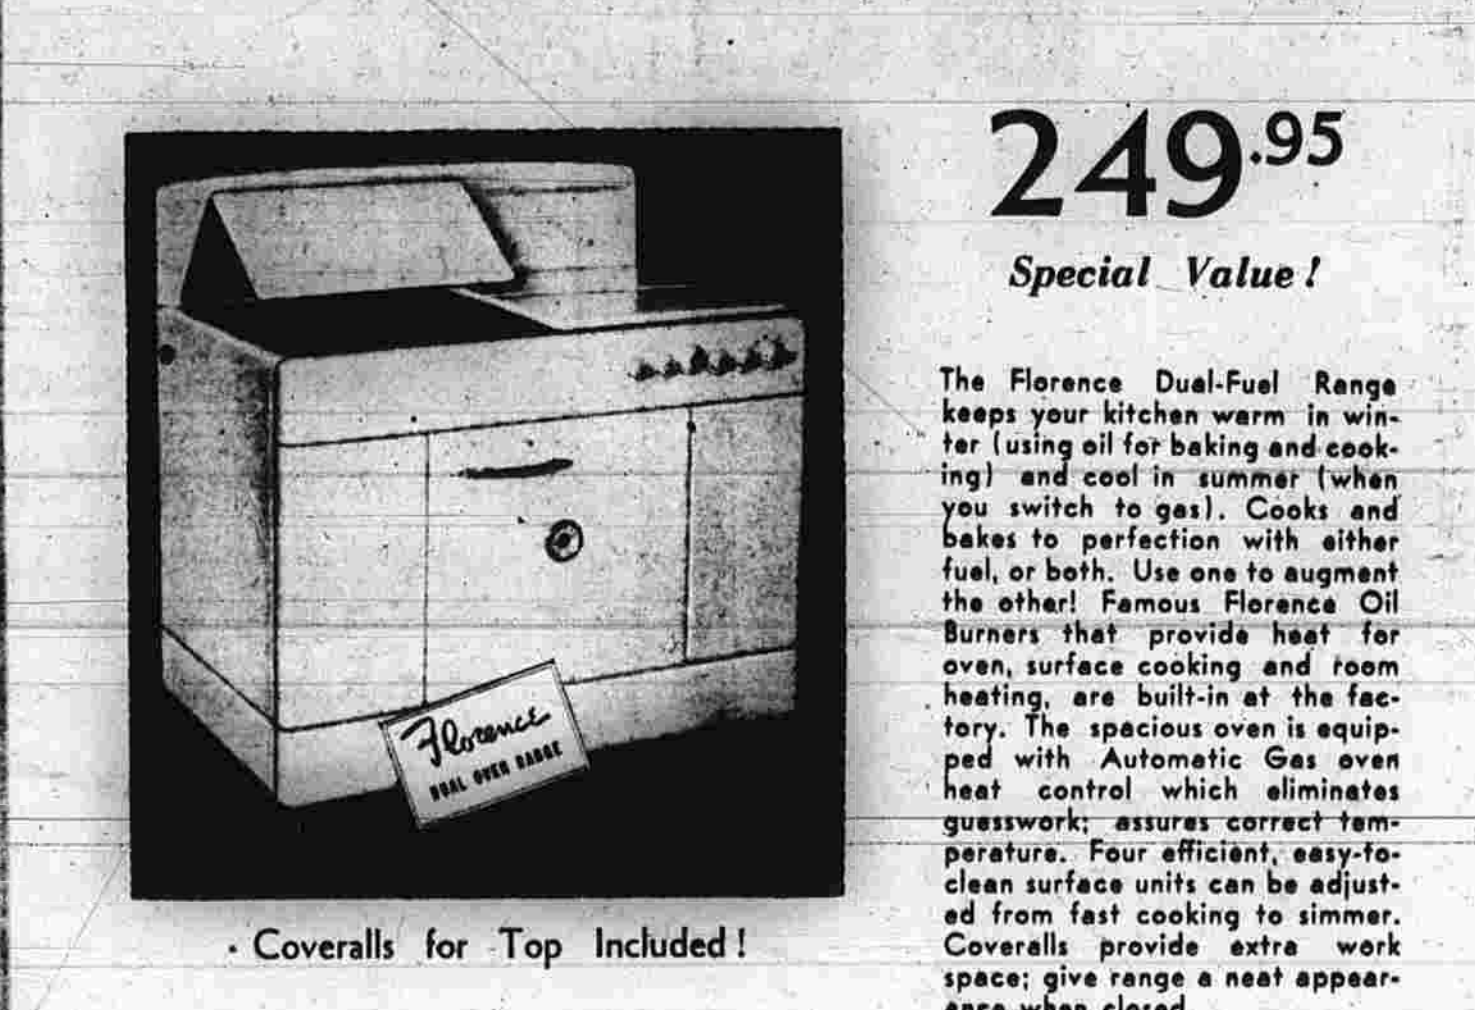 249.95
Special Value!
The Florence Dual-Fuel Range
keeps your kitchen warm in win-
ter (using oil for baking and cook-
ing) and cool in summer (when
you switch to gas). Cooks and
bakes to perfection with either
fuel, or both. Use one to augment
the other! Famous Florence Oil
Burners that provide heat for
oven, surface cooking and room
heating, are built-in at the fac-
tory. The spacious oven is equip-
ped with Automatic Gas oven
heat control which eliminates
guesswork; assures correct tem-
perature. Four efficient, easy-to-
clean surface units can be adjust-
ed from fast cooking to simmer.
Coveralls provide extra work
space; give range a neat appear-
ance when closed.
Florence
DUAL OVEN RANGE
Coveralls for Top Included!